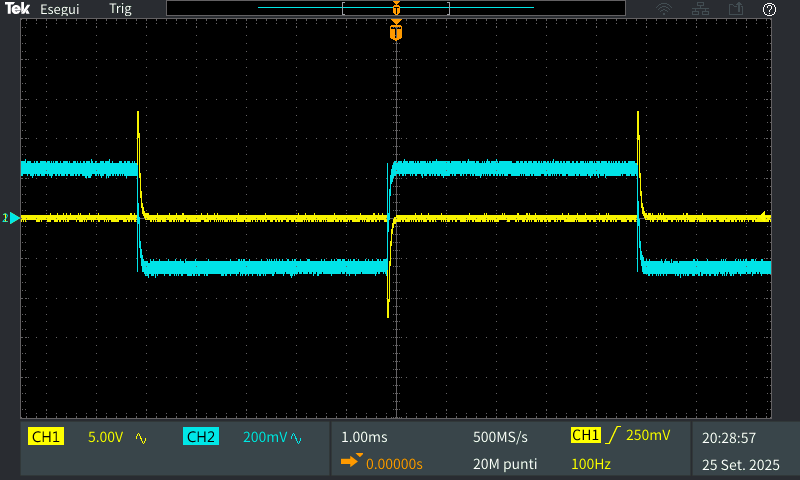 Tek Esegui Trig
T
T
1
CH1 5.00V CH2 200mV 1.00ms 500MS/s CH1 250mV 20:28:57
0.00000s 20M punti 100Hz 25 Set. 2025